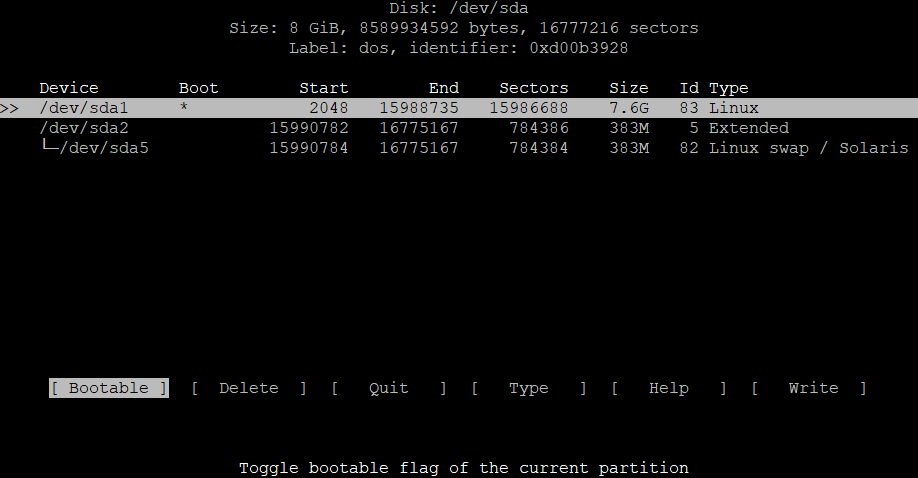 Disk: /dev/sda
Size: 8 GiB, 8589934592 bytes, 16777216 sectors
Label: dos, identifier: 0xd00b3928
Device Boot Start End Sectors Size Id Type
>> /dev/sda1 * 2048 15988735 15986688 7.6G 83 Linux
/dev/sda2 15990782 16775167 784386 383M 5 Extended
└─/dev/sda5 15990784 16775167 784384 383M 82 Linux swap / Solaris
[ Bootable ] [ Delete ] [ Quit ] [ Type ] [ Help ] [ Write ]
Toggle bootable flag of the current partition